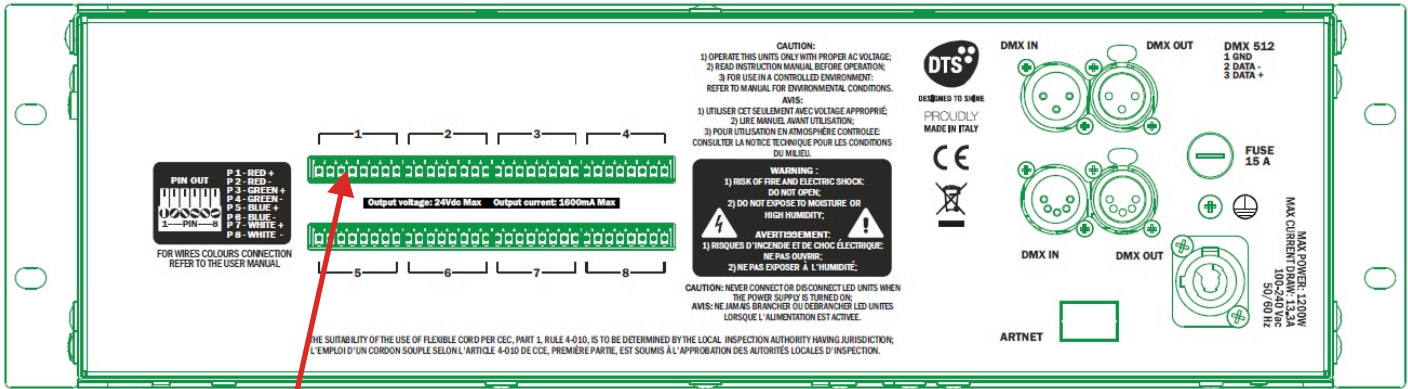 1 2 3 4
PIN OUT
P 1 - RED +
P 2 - RED -
P 3 - GREEN +
P 4 - GREEN -
P 5 - BLUE +
P 6 - BLUE -
P 7 - WHITE +
P 8 - WHITE -
1----PIN----8
FOR WIRES COLOURS CONNECTION
REFER TO THE USER MANUAL
Output voltage: 24Vdc Max Output current: 1600mA Max
5 6 7 8
CAUTION:
1) OPERATE THIS UNITS ONLY WITH PROPER AC VOLTAGE;
2) READ INSTRUCTION MANUAL BEFORE OPERATION;
3) FOR USE IN A CONTROLLED ENVIRONMENT:
REFER TO MANUAL FOR ENVIRONMENTAL CONDITIONS.
AVIS:
1) UTILISER CET SEULEMENT AVEC VOLTAGE APPROPRIÉ;
2) LIRE MANUEL AVANT UTILISATION;
3) POUR UTILISATION EN ATMOSPHÈRE CONTROLEE:
CONSULTER LA NOTICE TECHNIQUE POUR LES CONDITIONS
DU MILIEU.
WARNING :
1) RISK OF FIRE AND ELECTRIC SHOCK:
DO NOT OPEN;
2) DO NOT EXPOSE TO MOISTURE OR
HIGH HUMIDITY;
AVERTISSEMENT:
1) RISQUES D'INCENDIE ET DE CHOC ÉLECTRIQUE:
NE PAS OUVRIR;
2) NE PAS EXPOSER À L'HUMIDITÉ;
CAUTION: NEVER CONNECT OR DISCONNECT LED UNITS WHEN
THE POWER SUPPLY IS TURNED ON;
AVIS: NE JAMAIS BRANCHER OU DEBRANCHER LED UNITES
LORSQUE L'ALIMENTATION EST ACTIVEE.
HE SUITABILITY OF THE USE OF FLEXIBLE CORD PER CEC, PART 1, RULE 4-010, IS TO BE DETERMINED BY THE LOCAL INSPECTION AUTHORITY HAVING JURISDICTION;
L'EMPLOI D'UN CORDON SOUPLE SELON L'ARTICLE 4-010 DE CCE, PREMIÈRE PARTIE, EST SOUMIS À L'APPROBATION DES AUTORITÉS LOCALES D'INSPECTION.
DTS
DESIGNED TO SHINE
PROUDLY
MADE IN ITALY
CE
DMX IN
DMX OUT
DMX 512
1 GND
2 DATA -
3 DATA +
FUSE
15 A
DMX IN
DMX OUT
ARTNET
MAX POWER: 1200W
MAX CURRENT DRAW: 13.3A
100-240 Vac
50/60 Hz